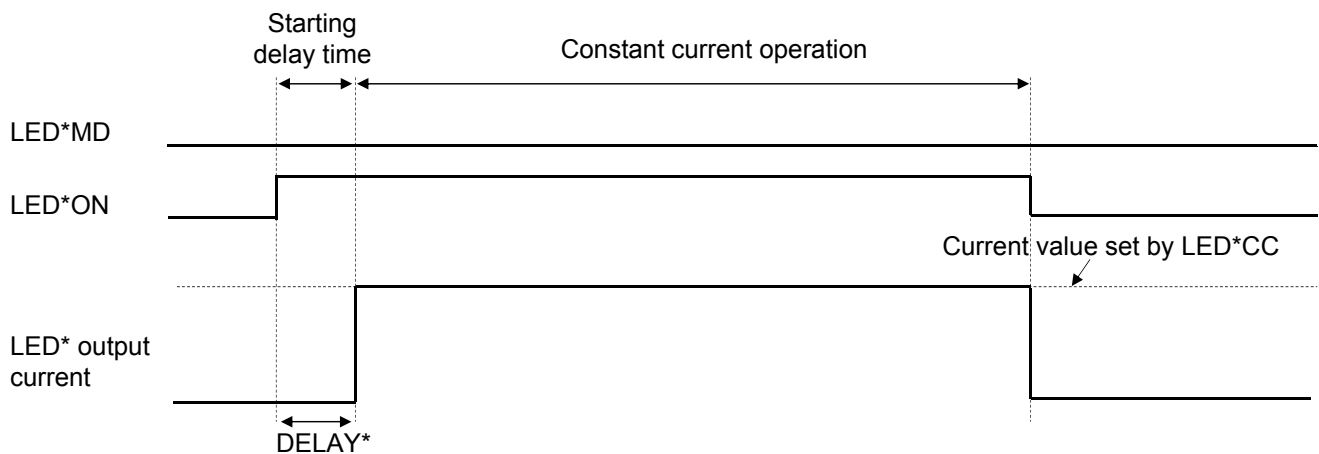 Starting
delay time
Constant current operation
LED*MD
LED*ON
Current value set by LED*CC
LED* output
current
DELAY*